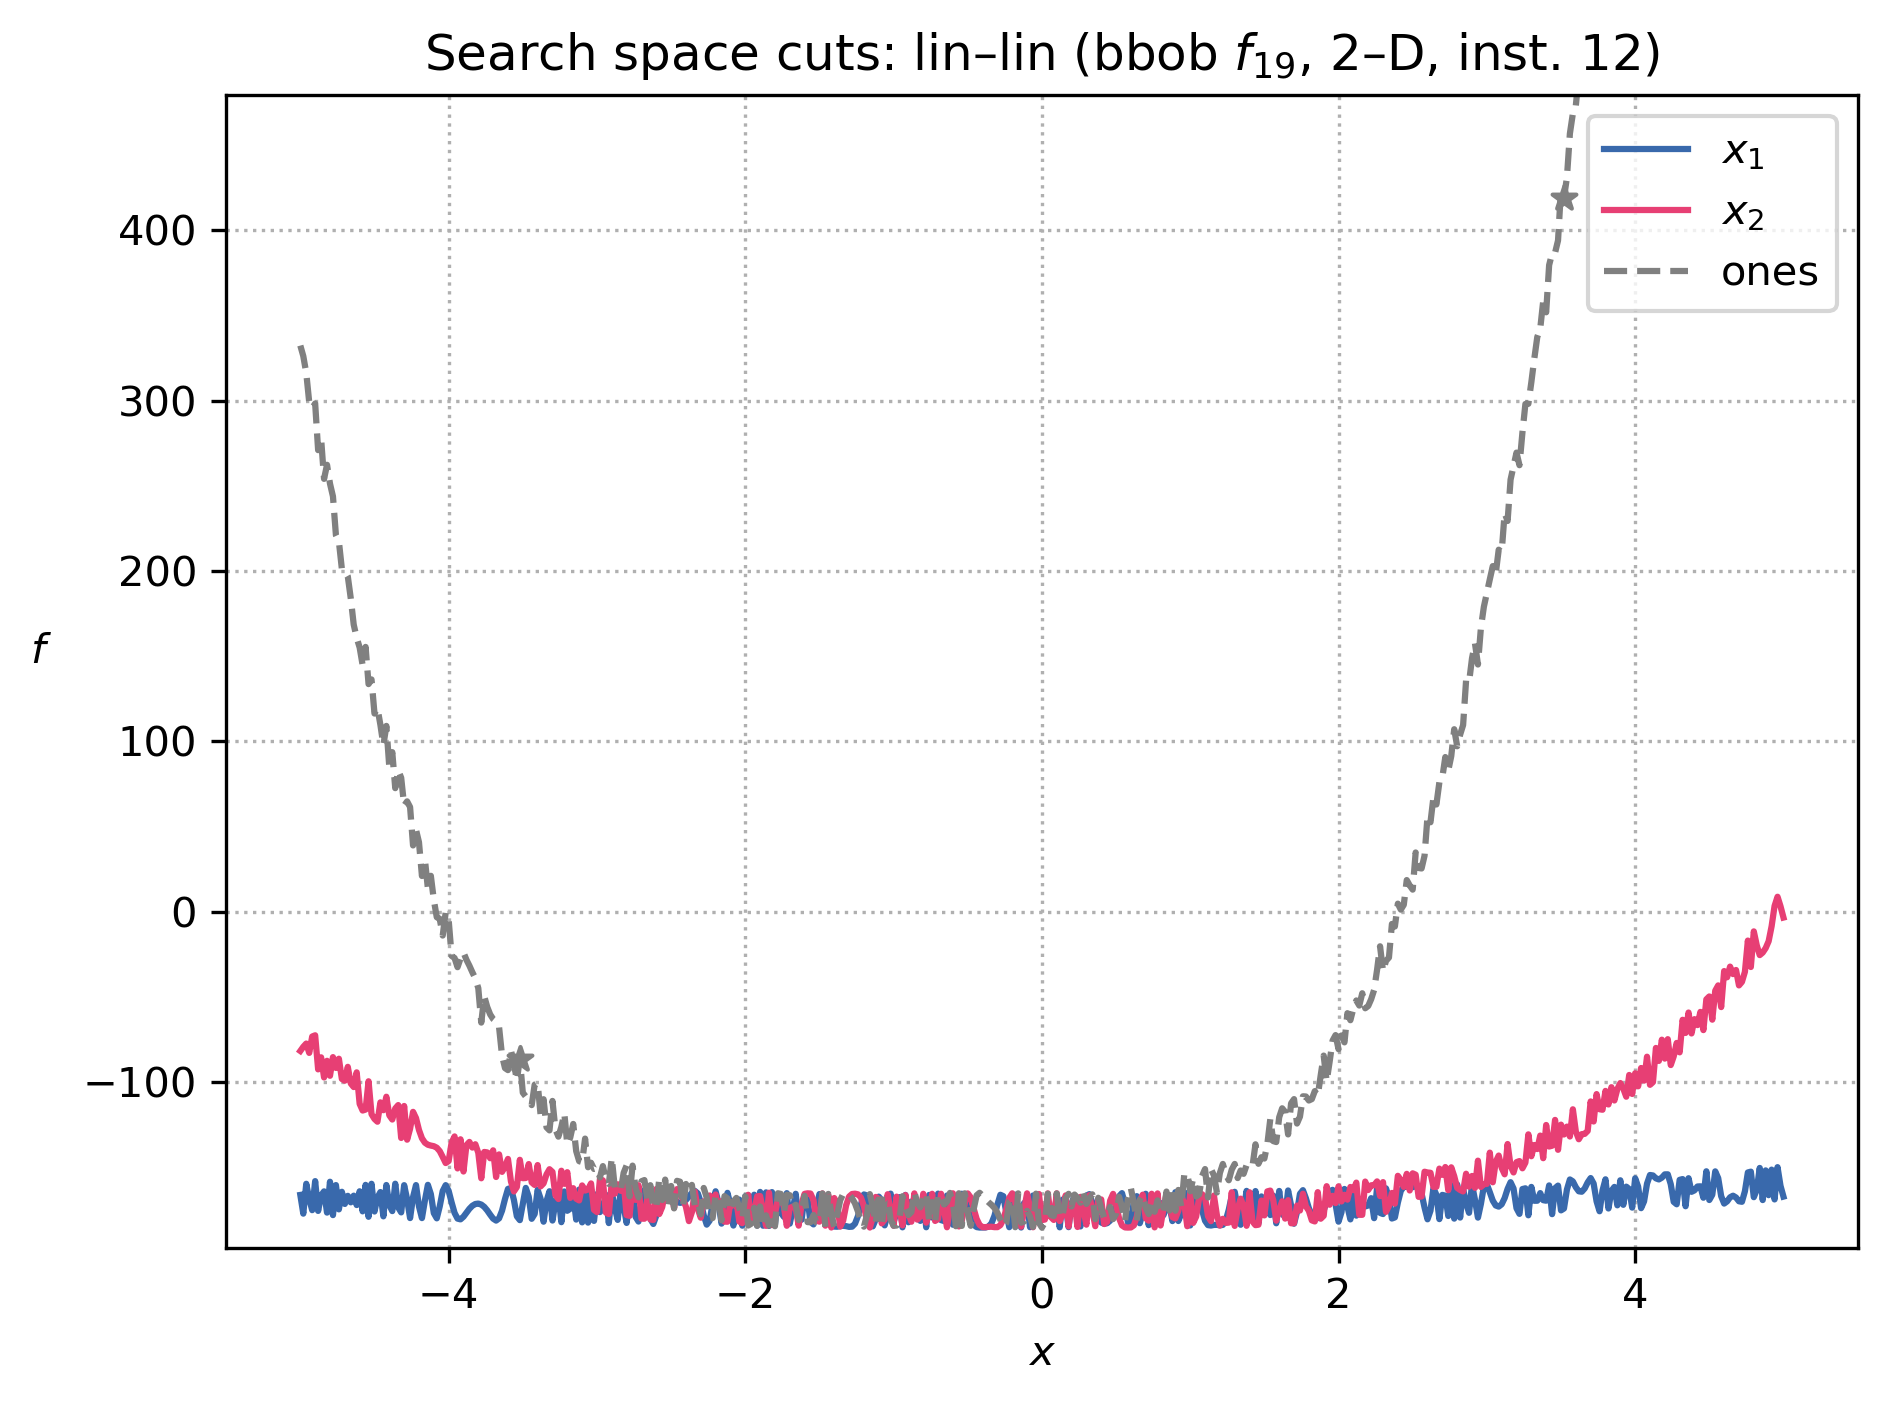 Search space cuts: lin–lin (bbob f19, 2–D, inst. 12)
x1
x2
ones
f
400
300
200
100
0
−100
−4
−2
0
2
4
x